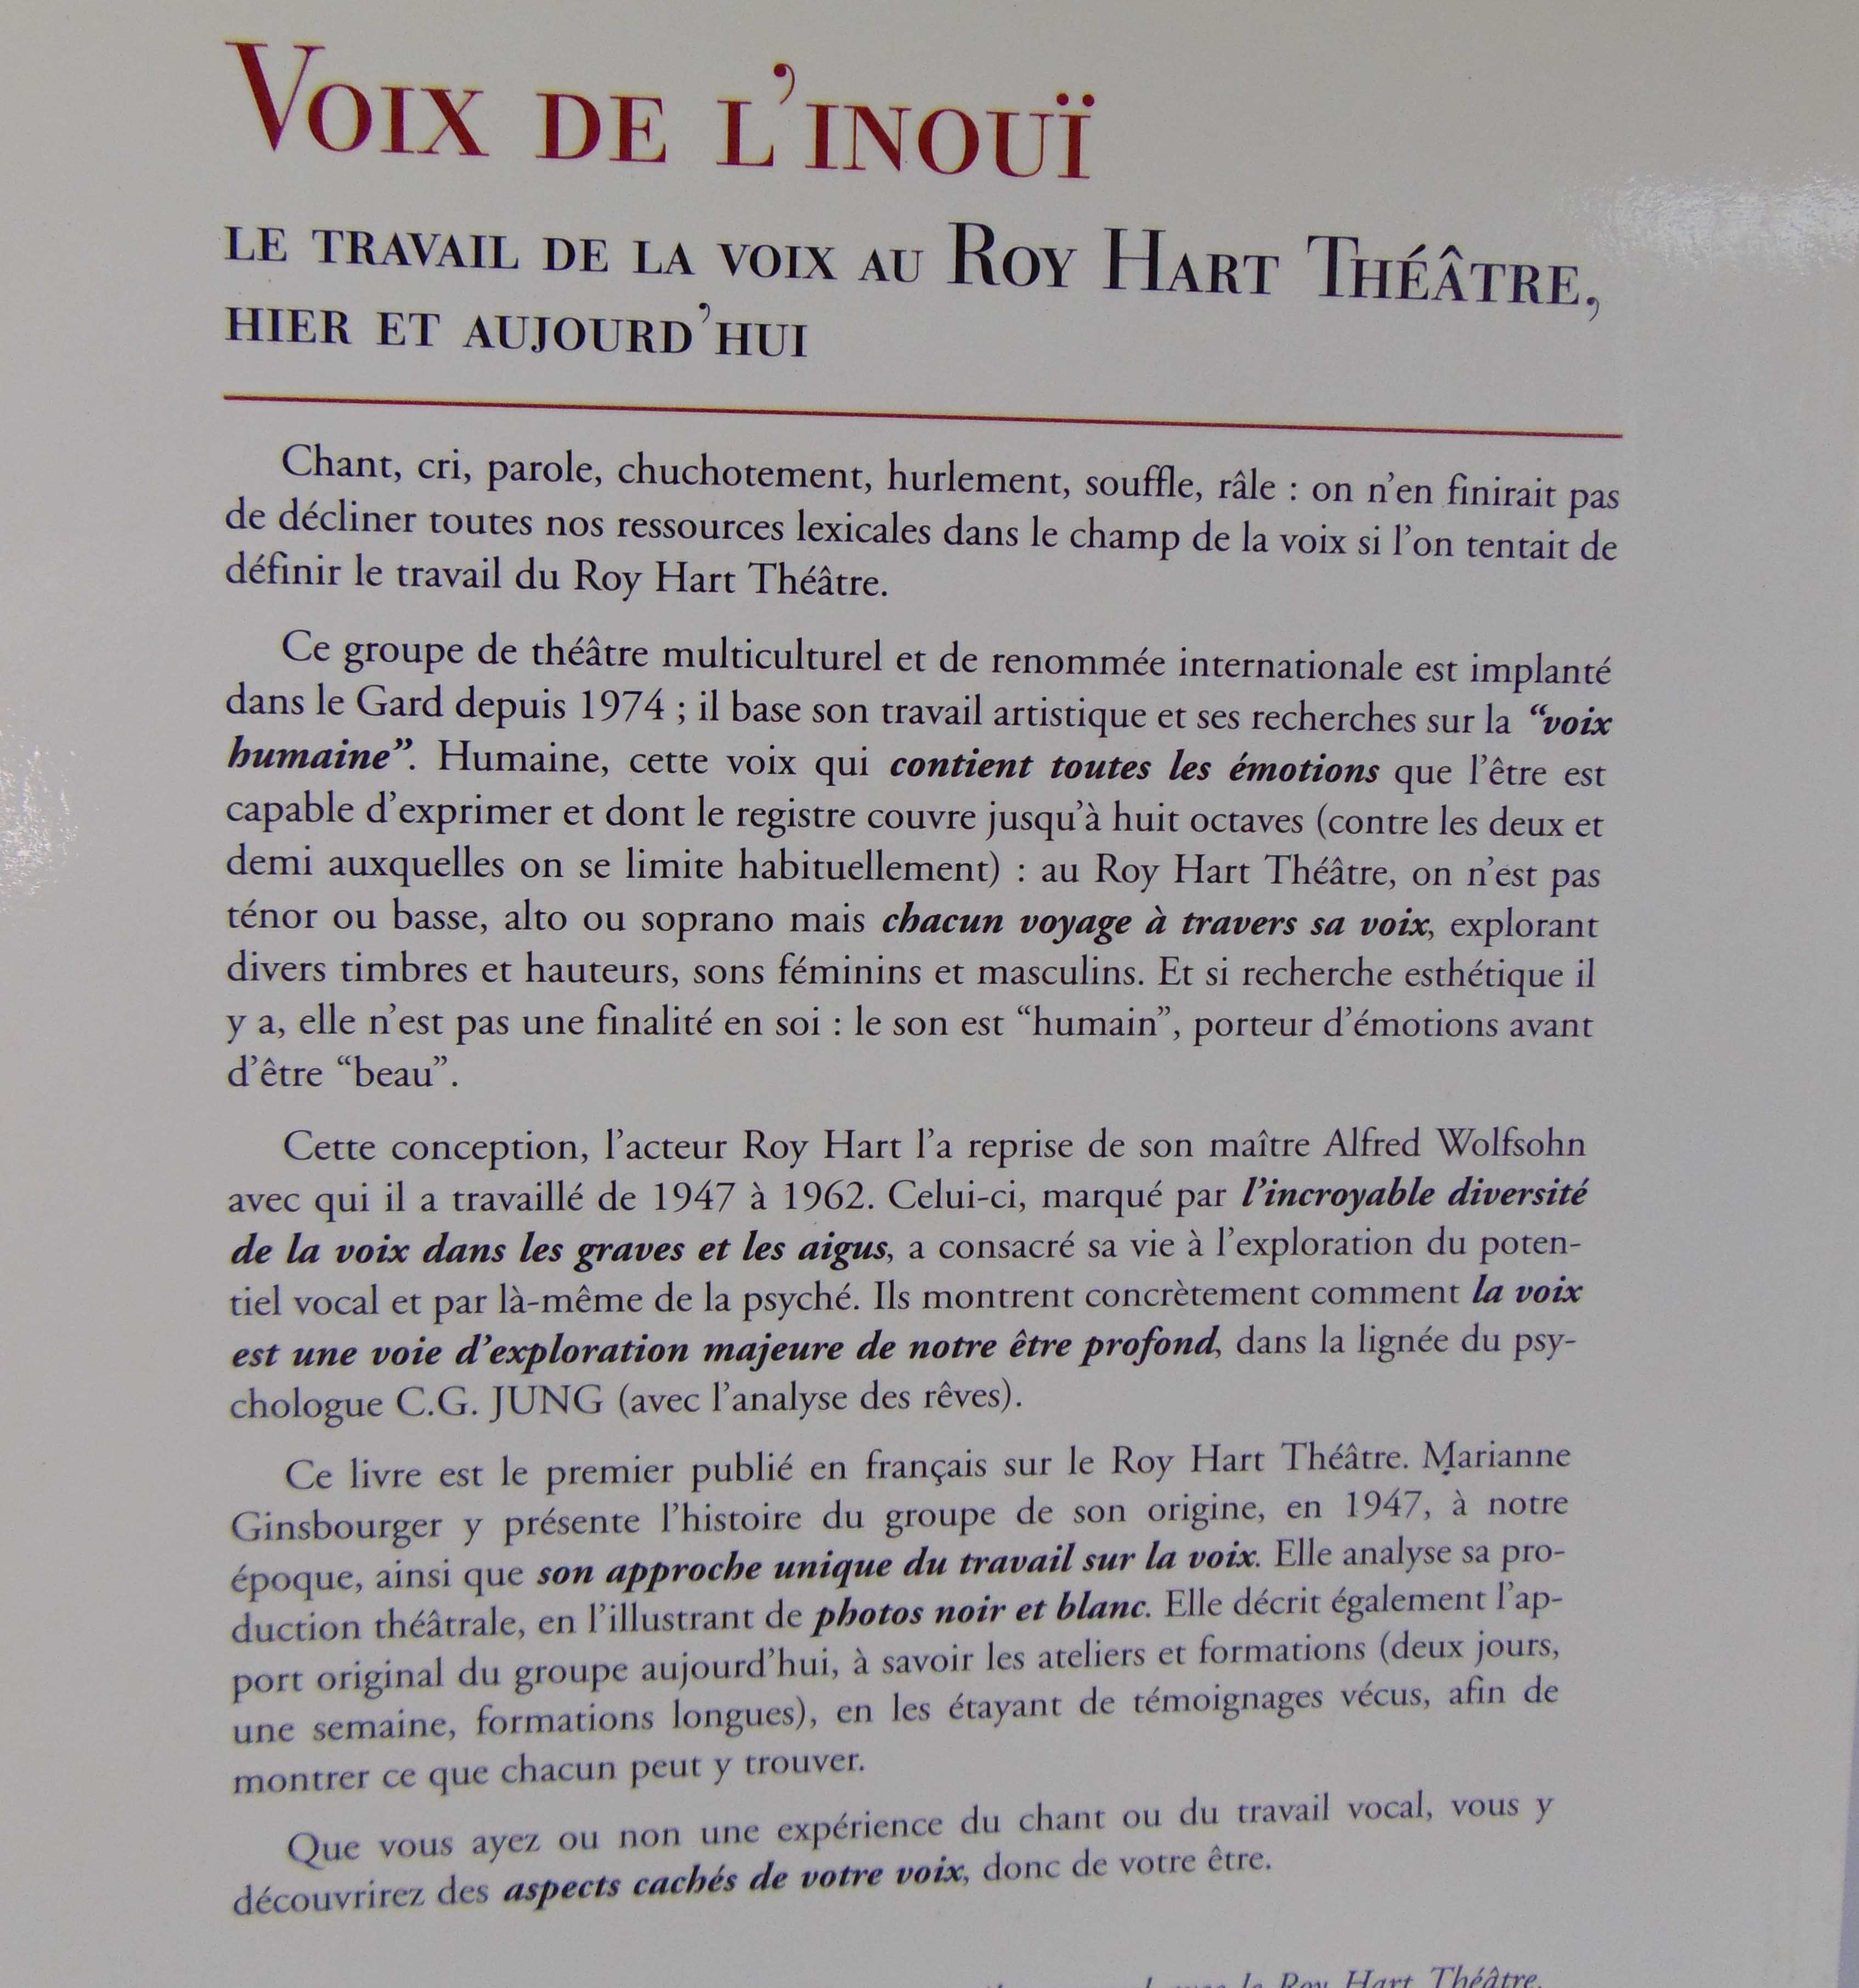 VOIX DE L'INOUÏ
LE TRAVAIL DE LA VOIX AU ROY HART THÉÂTRE,
HIER ET AUJOURD'HUI
Chant, cri, parole, chuchotement, hurlement, souffle, râle : on n'en finirait pas
de décliner toutes nos ressources lexicales dans le champ de la voix si l'on tentait de
définir le travail du Roy Hart Théâtre.
Ce groupe de théâtre multiculturel et de renommée internationale est implanté
dans le Gard depuis 1974 ; il base son travail artistique et ses recherches sur la “voix
humaine”. Humaine, cette voix qui contient toutes les émotions que l'être est
capable d'exprimer et dont le registre couvre jusqu'à huit octaves (contre les deux et
demi auxquelles on se limite habituellement) : au Roy Hart Théâtre, on n'est pas
ténor ou basse, alto ou soprano mais chacun voyage à travers sa voix, explorant
divers timbres et hauteurs, sons féminins et masculins. Et si recherche esthétique il
y a, elle n'est pas une finalité en soi : le son est “humain”, porteur d'émotions avant
d'être “beau”.
Cette conception, l'acteur Roy Hart l'a reprise de son maître Alfred Wolfsohn
avec qui il a travaillé de 1947 à 1962. Celui-ci, marqué par l'incroyable diversité
de la voix dans les graves et les aigus, a consacré sa vie à l'exploration du poten-
tiel vocal et par là-même de la psyché. Ils montrent concrètement comment la voix
est une voie d'exploration majeure de notre être profond, dans la lignée du psy-
chologue C.G. JUNG (avec l'analyse des rêves).
Ce livre est le premier publié en français sur le Roy Hart Théâtre. Marianne
Ginsbourger y présente l'histoire du groupe de son origine, en 1947, à notre
époque, ainsi que son approche unique du travail sur la voix. Elle analyse sa pro-
duction théâtrale, en l'illustrant de photos noir et blanc. Elle décrit également l'ap-
port original du groupe aujourd'hui, à savoir les ateliers et formations (deux jours,
une semaine, formations longues), en les étayant de témoignages vécus, afin de
montrer ce que chacun peut y trouver.
Que vous ayez ou non une expérience du chant ou du travail vocal, vous y
découvrirez des aspects cachés de votre voix, donc de votre être.
le Roy Hart Théâtre.